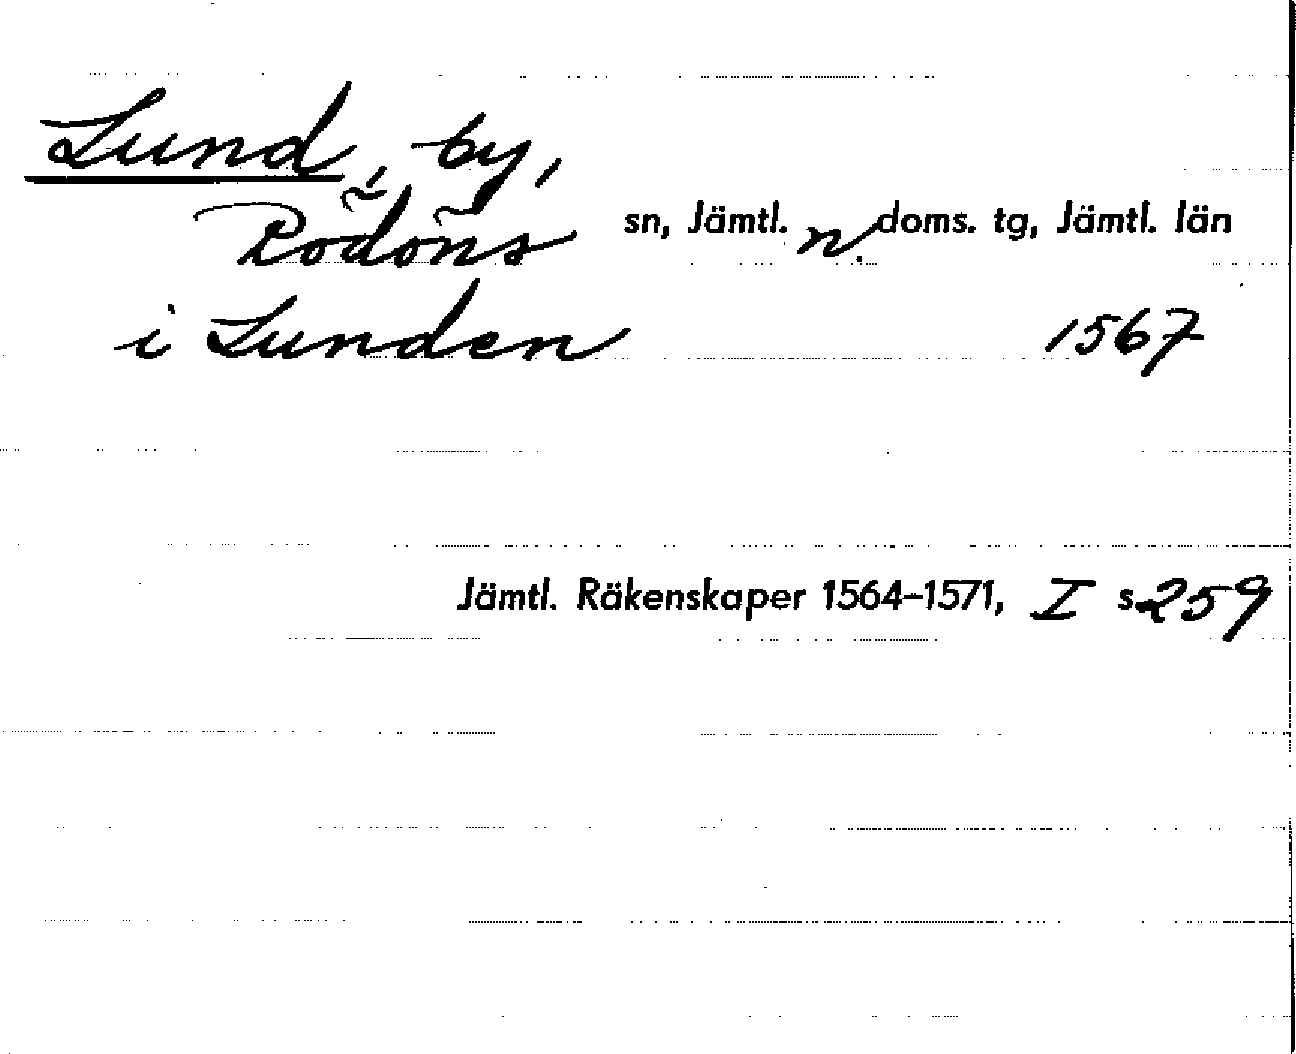 Lund, by,
Rödöns sn, Jämtl. n. doms. tg, Jämtl. län
i Lunden 1567
Jämtl. Räkenskaper 1564-1571, I s 259